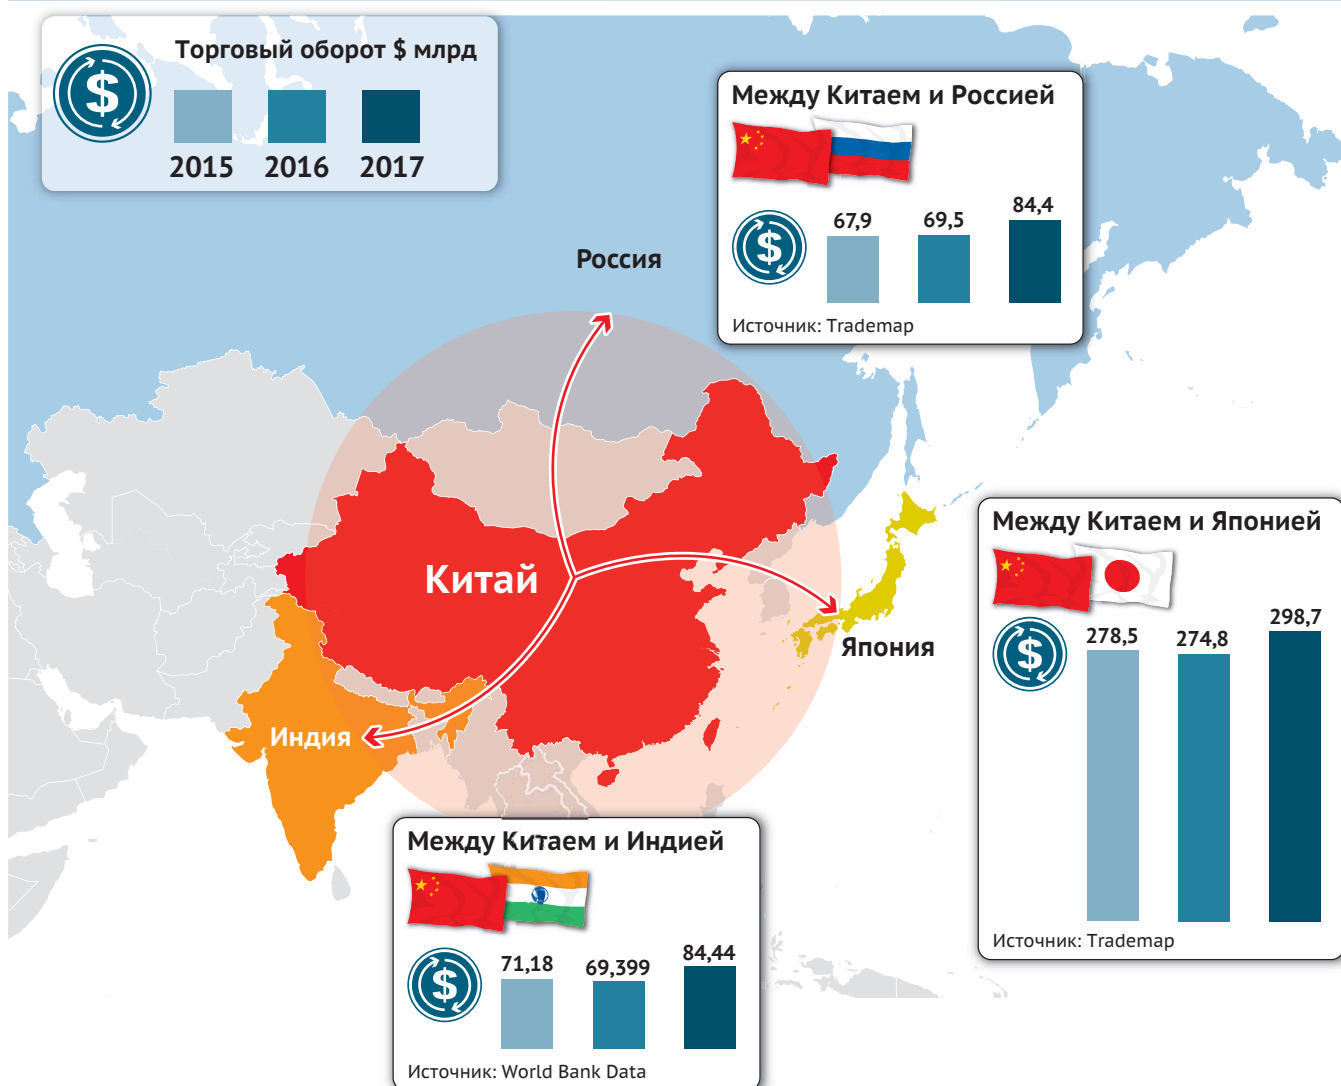 Торговый оборот $ млрд
$
2015 2016 2017
Между Китаем и Россией
67,9 69,5 84,4
$
Источник: Trademap
Россия
Китай
Между Китаем и Японией
278,5 274,8 298,7
$
Источник: Trademap
Япония
Индия
Между Китаем и Индией
71,18 69,399 84,44
$
Источник: World Bank Data